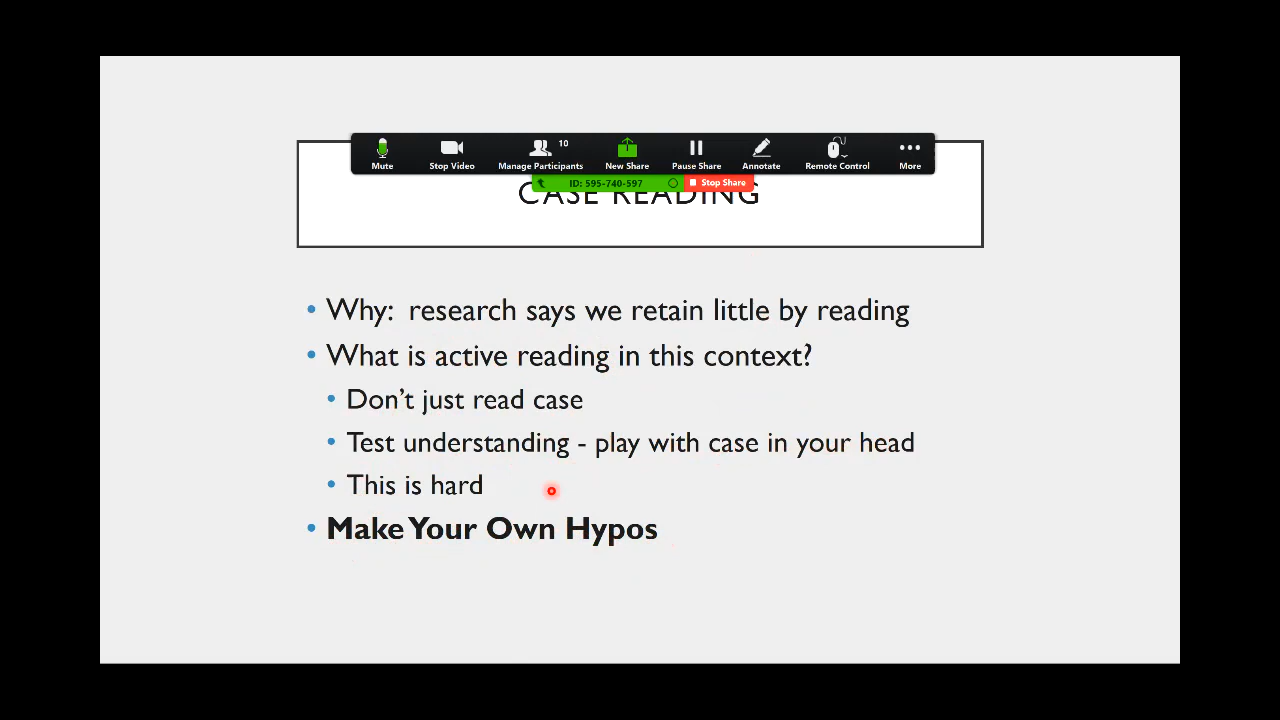 10
Mute Stop Video Manage Participants New Share Pause Share Annotate Remote Control More
ID: 595-740-597 Stop Share
CASE READING
• Why: research says we retain little by reading
• What is active reading in this context?
• Don’t just read case
• Test understanding - play with case in your head
• This is hard
• Make Your Own Hypos